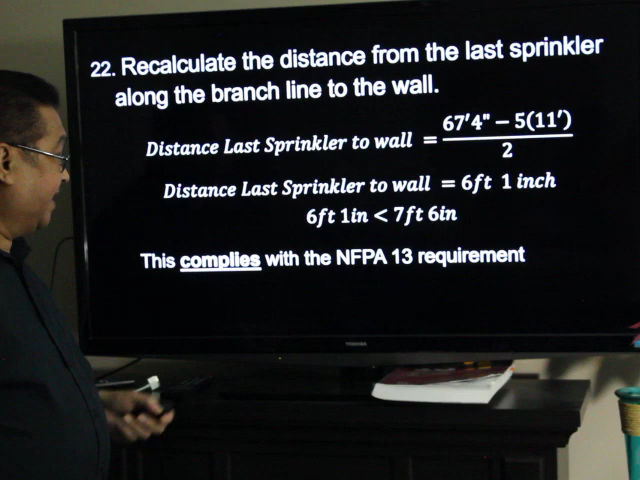 22. Recalculate the distance from the last sprinkler
along the branch line to the wall.
Distance Last Sprinkler to wall = 67'4" − 5(11') / 2
Distance Last Sprinkler to wall = 6ft 1 inch
6ft 1in < 7ft 6in
This complies with the NFPA 13 requirement
TOSHIBA